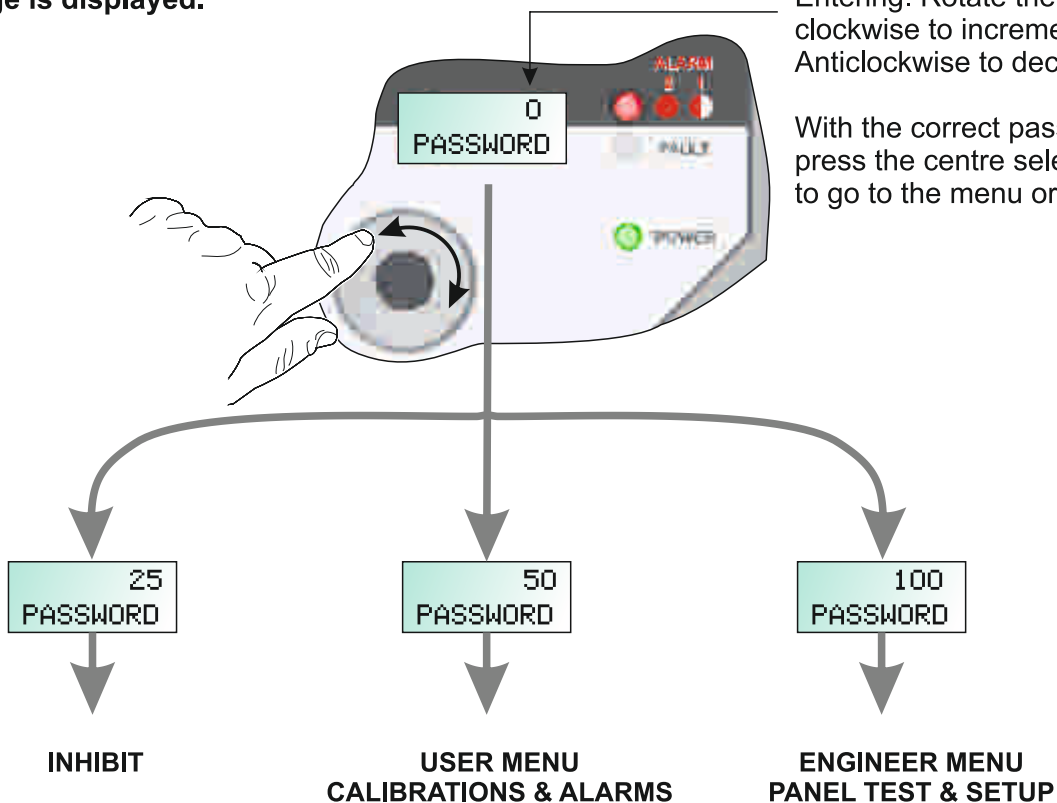 ge is displayed.
Entering: Rotate the
clockwise to increme
Anticlockwise to dec
With the correct pas
press the centre sele
to go to the menu or
ALARM
2 1
0
PASSWORD
FAULT
POWER
25
PASSWORD
50
PASSWORD
100
PASSWORD
INHIBIT
USER MENU
CALIBRATIONS & ALARMS
ENGINEER MENU
PANEL TEST & SETUP